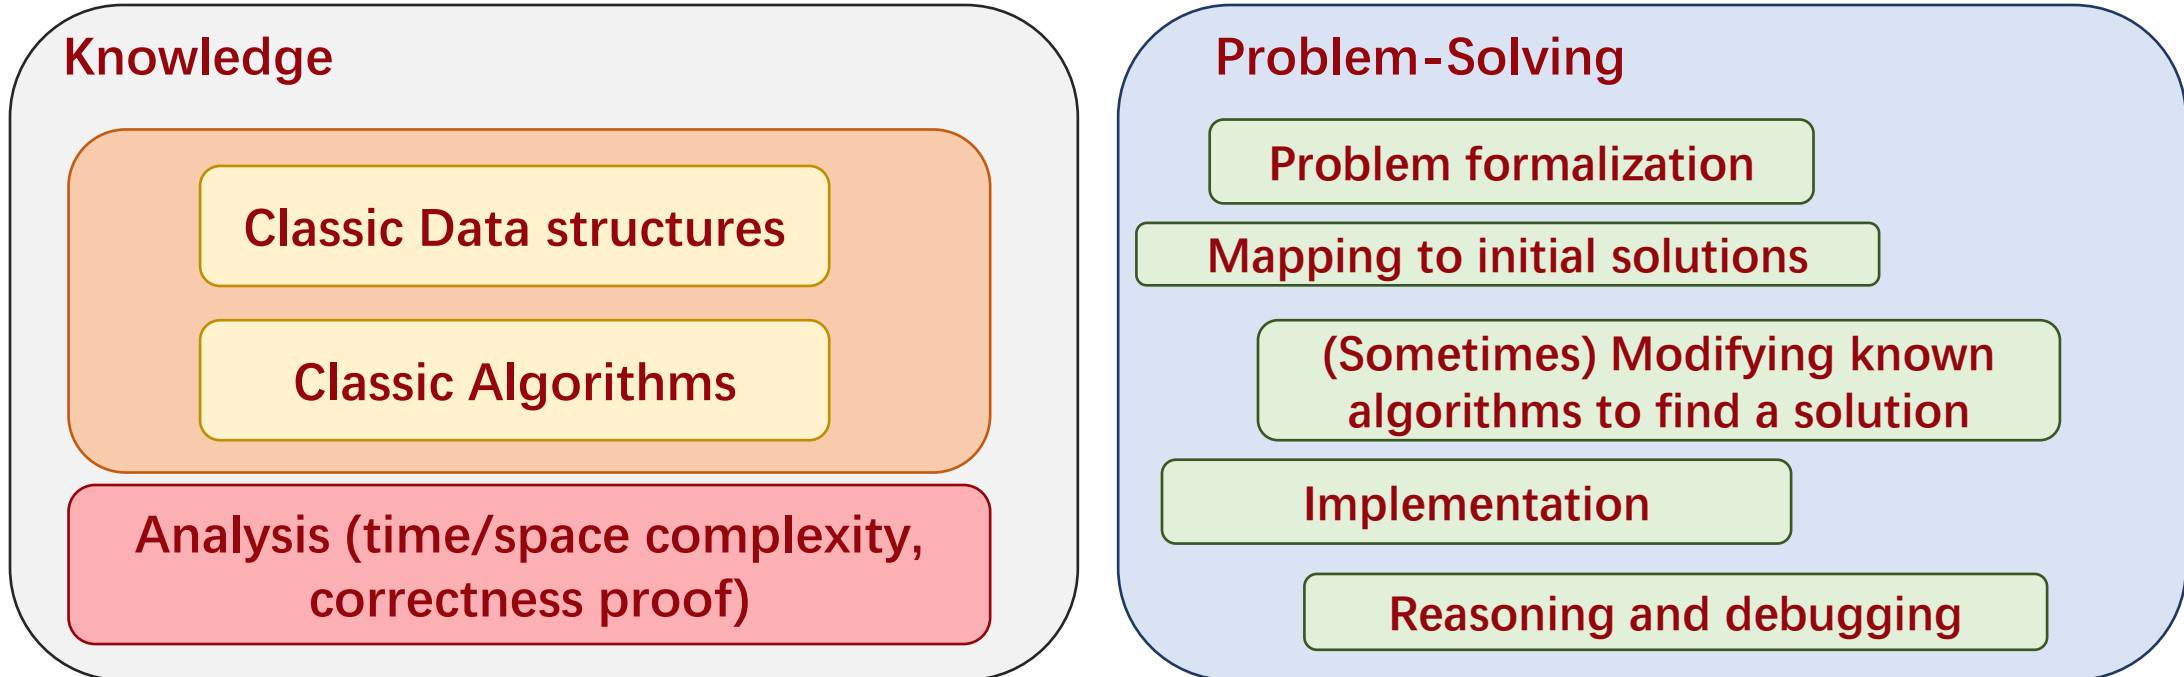 Knowledge
Classic Data structures
Classic Algorithms
Analysis (time/space complexity,
correctness proof)
Problem-Solving
Problem formalization
Mapping to initial solutions
(Sometimes) Modifying known
algorithms to find a solution
Implementation
Reasoning and debugging